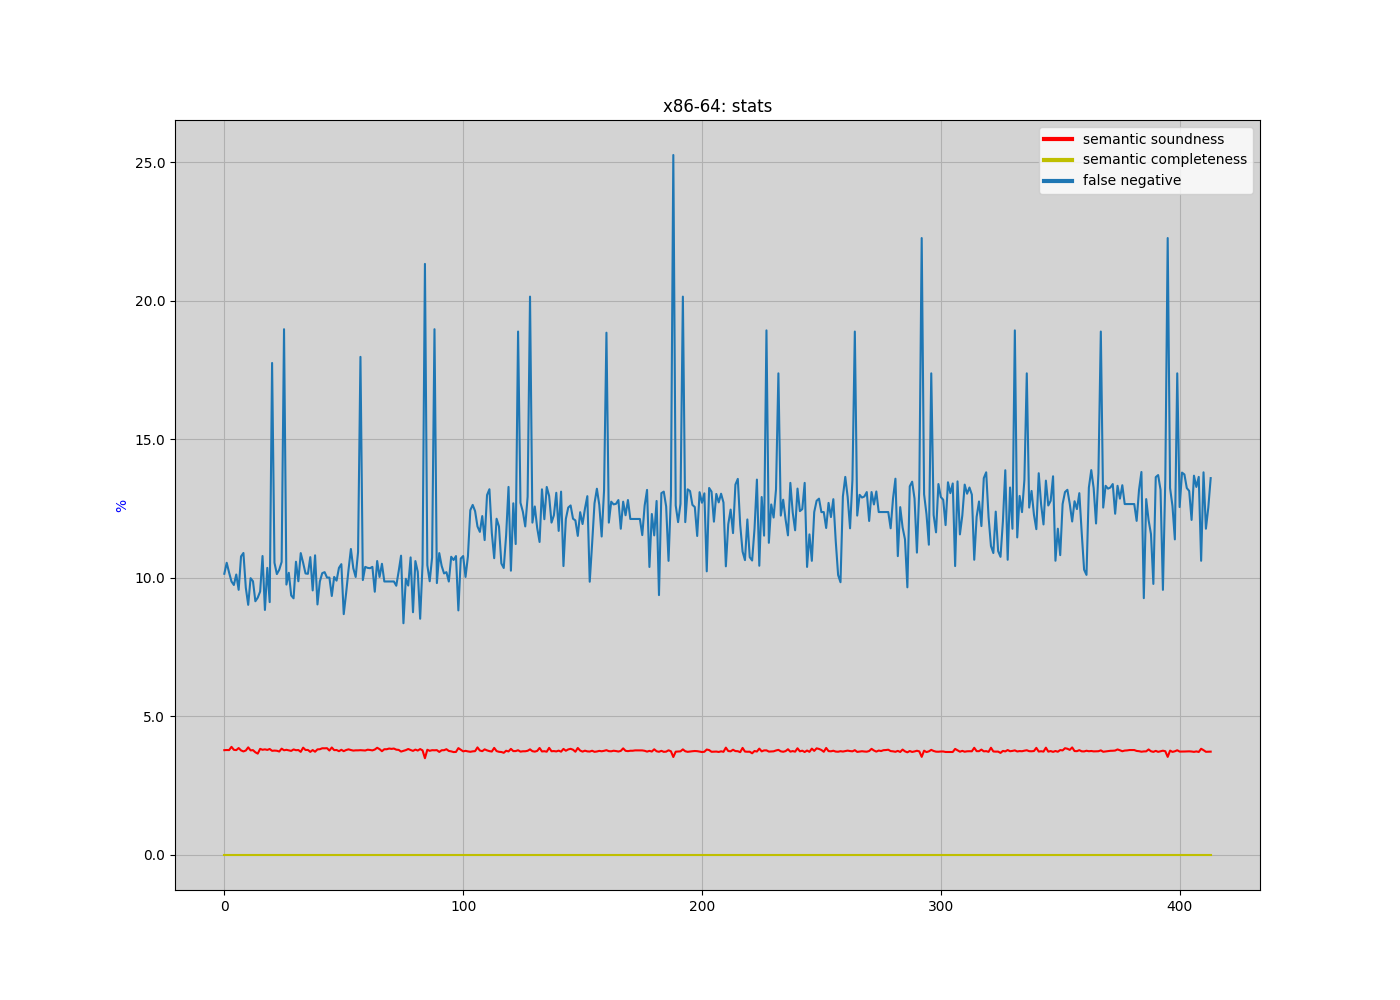 x86-64: stats
semantic soundness
semantic completeness
false negative
25.0
20.0
15.0
10.0
5.0
0.0
%
0 100 200 300 400